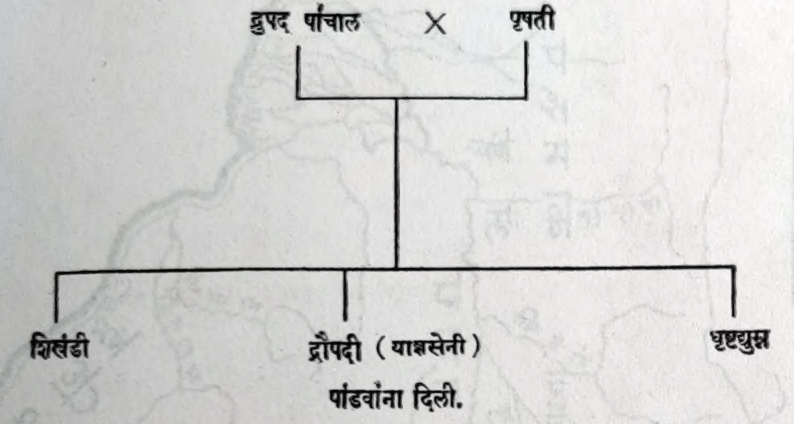 द्रुपद पांचाल X पृषती
शिखंडी द्रौपदी ( याज्ञसेनी ) धृष्टद्युम्न
पांडवांना दिली.